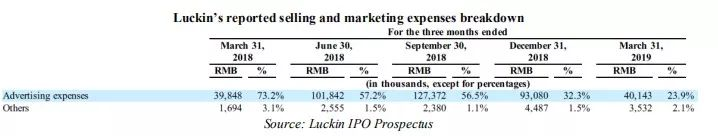 Luckin's reported selling and marketing expenses breakdown
For the three months ended
March 31, 2018 June 30, 2018 September 30, 2018 December 31, 2018 March 31, 2019
RMB % RMB % RMB % RMB % RMB %
(in thousands, except for percentages)
Advertising expenses 39,848 73.2% 101,842 57.2% 127,372 56.5% 93,080 32.3% 40,143 23.9%
Others 1,694 3.1% 2,555 1.5% 2,380 1.1% 4,487 1.5% 3,532 2.1%
Source: Luckin IPO Prospectus